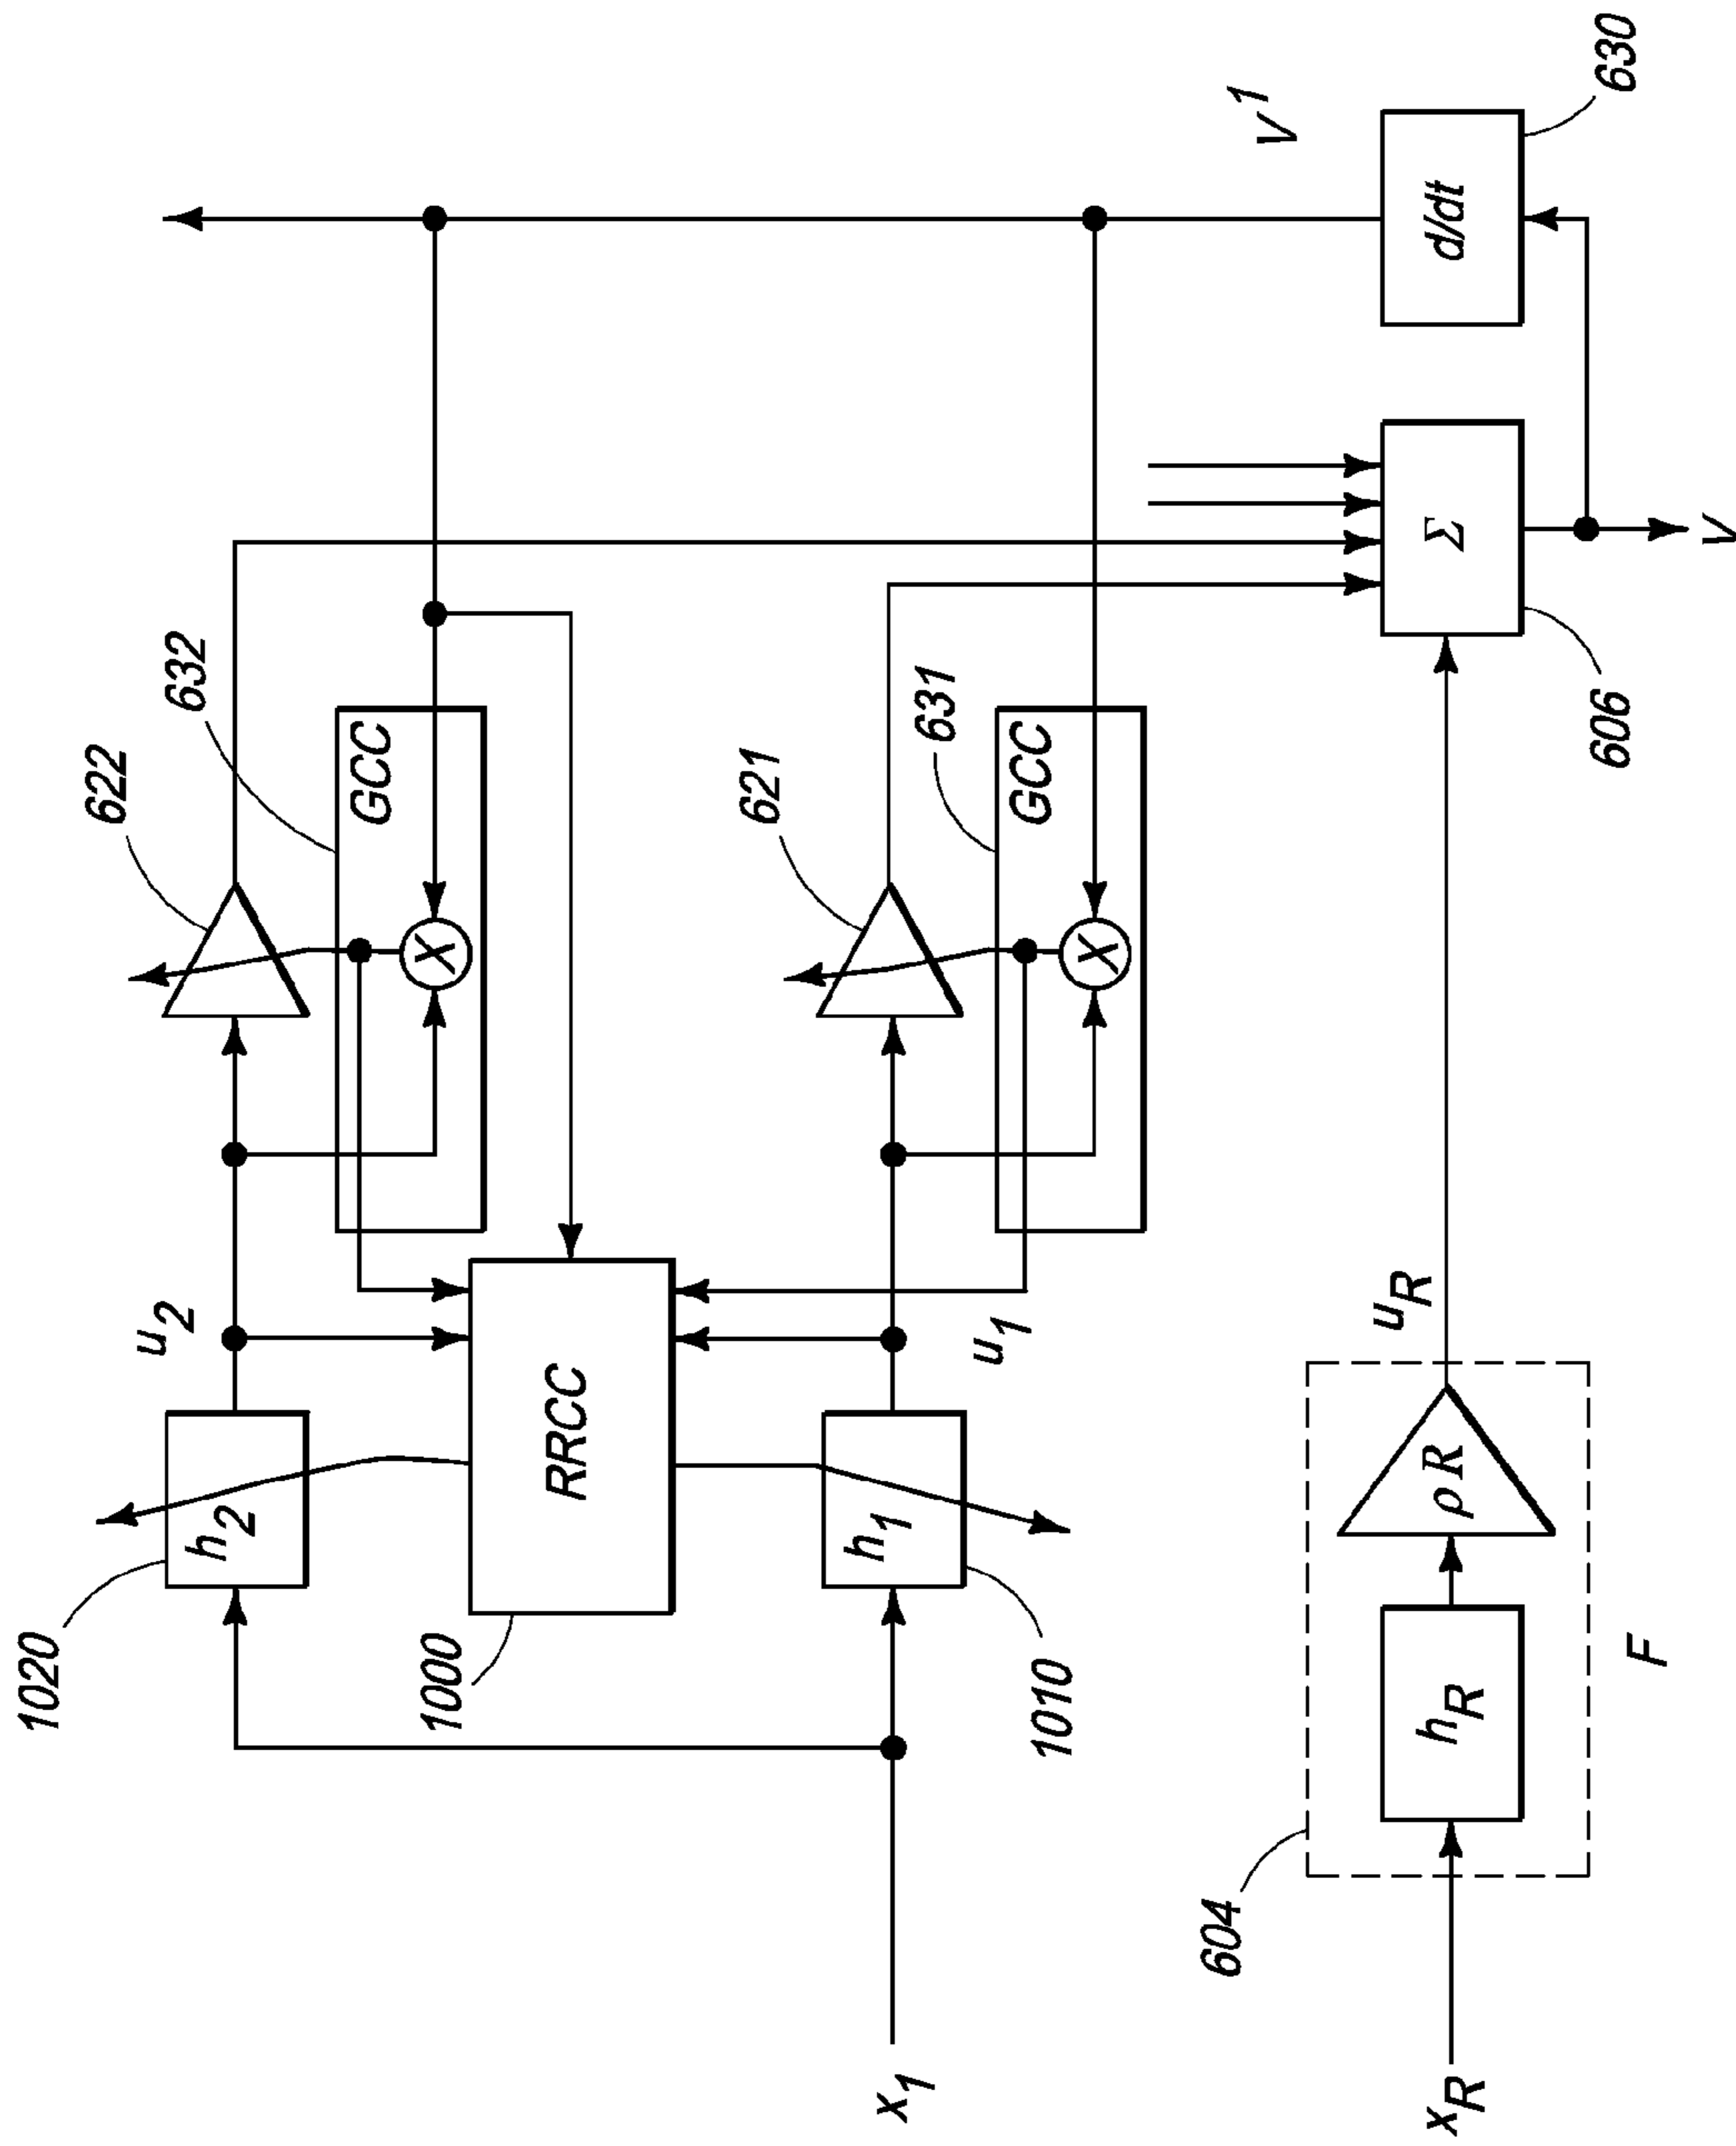 1020
h2
u2
622
632
GCC
X
1000
RRCC
1010
h1
u1
621
631
GCC
X
x1
V1
604
xR
hR
ρR
uR
F
Σ
606
d/dt
630
V